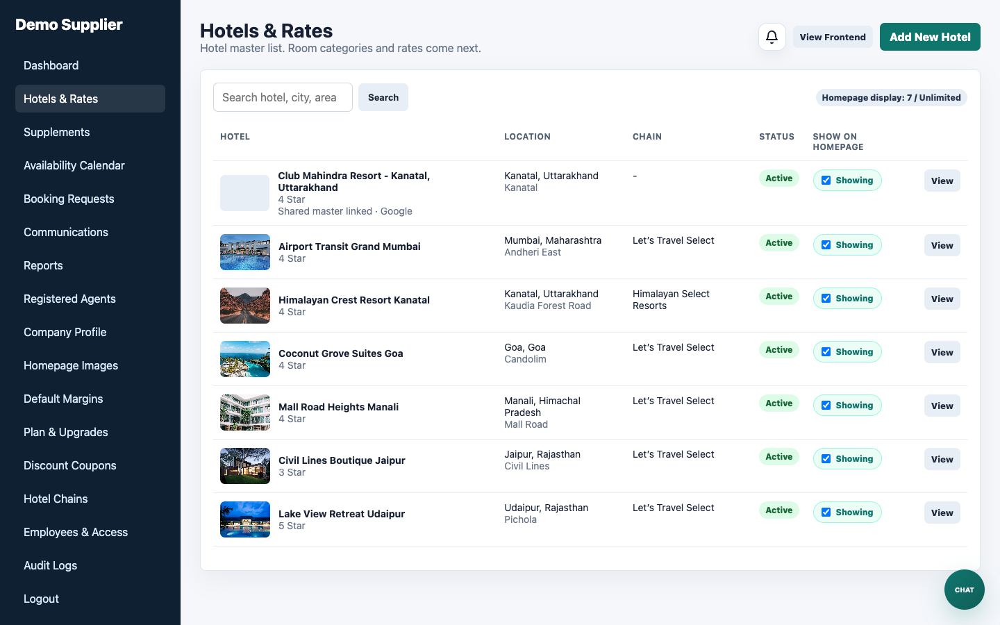 Demo Supplier
Dashboard
Hotels & Rates
Supplements
Availability Calendar
Booking Requests
Communications
Reports
Registered Agents
Company Profile
Homepage Images
Default Margins
Plan & Upgrades
Discount Coupons
Hotel Chains
Employees & Access
Audit Logs
Logout
Hotels & Rates
Hotel master list. Room categories and rates come next.
View Frontend
Add New Hotel
Search hotel, city, area
Search
Homepage display: 7 / Unlimited
HOTEL
LOCATION
CHAIN
STATUS
SHOW ON
HOMEPAGE
Club Mahindra Resort - Kanatal,
Uttarakhand
4 Star
Shared master linked · Google
Kanatal, Uttarakhand
Kanatal
-
Active
Showing
View
Airport Transit Grand Mumbai
4 Star
Mumbai, Maharashtra
Andheri East
Let's Travel Select
Active
Showing
View
Himalayan Crest Resort Kanatal
4 Star
Kanatal, Uttarakhand
Kaudia Forest Road
Himalayan Select
Resorts
Active
Showing
View
Coconut Grove Suites Goa
4 Star
Goa, Goa
Candolim
Let's Travel Select
Active
Showing
View
Mall Road Heights Manali
4 Star
Manali, Himachal
Pradesh
Mall Road
Let's Travel Select
Active
Showing
View
Civil Lines Boutique Jaipur
3 Star
Jaipur, Rajasthan
Civil Lines
Let's Travel Select
Active
Showing
View
Lake View Retreat Udaipur
5 Star
Udaipur, Rajasthan
Pichola
Let's Travel Select
Active
Showing
View
CHAT